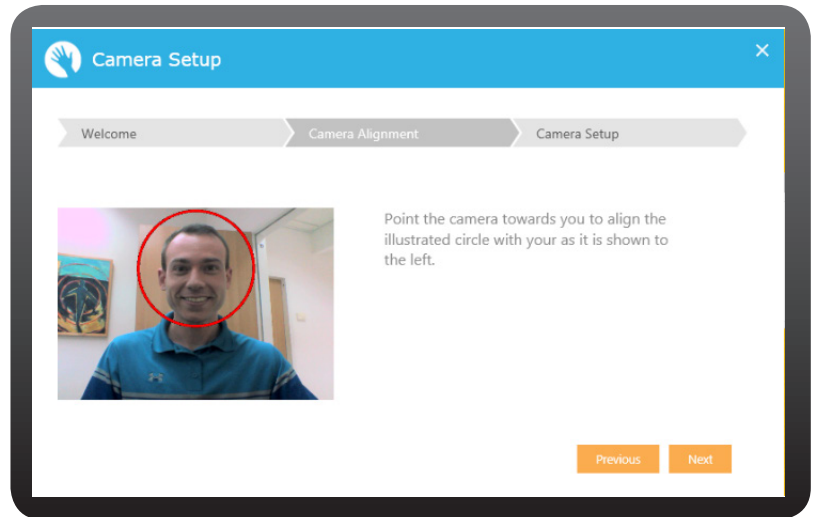 Camera Setup
Welcome
Camera Alignment
Camera Setup
Point the camera towards you to align the
illustrated circle with your as it is shown to
the left.
Previous
Next